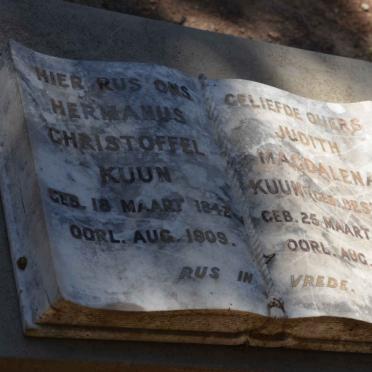 HIER RUS ONS
HERMANUS
CHRISTOFFEL
KUUN
GEB. 18 MAART 1842
OORL. AUG. 1909.
RUS IN
GELIEFDE OUERS
JUDITH
MAGDALENA
KUUN
GEB. 25 MAART
OORL. AUG.
VREDE.